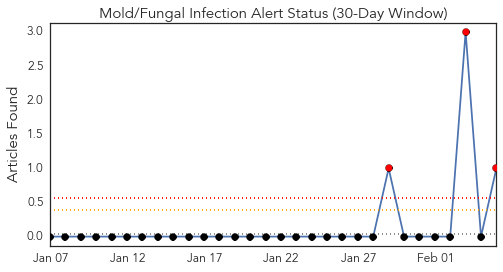 Mold/Fungal Infection Alert Status (30-Day Window)
Articles Found
3.0
2.5
2.0
1.5
1.0
0.5
0.0
Jan 07 Jan 12 Jan 17 Jan 22 Jan 27 Feb 01